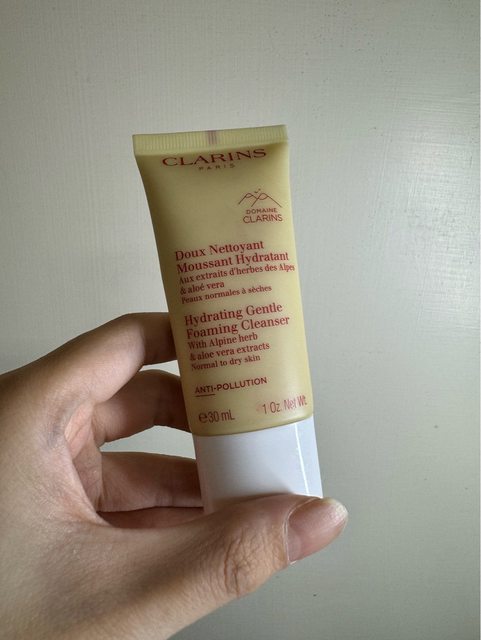 CLARINS
PARIS
DOMAINE
CLARINS
Doux Nettoyant
Moussant Hydratant
Aux extraits d'herbes des Alpes
& aloé vera
Peaux normales à sèches
Hydrating Gentle
Foaming Cleanser
With Alpine herb
& aloe vera extracts
Normal to dry skin
ANTI-POLLUTION
℮30 mL 1 Oz. Net Wt.